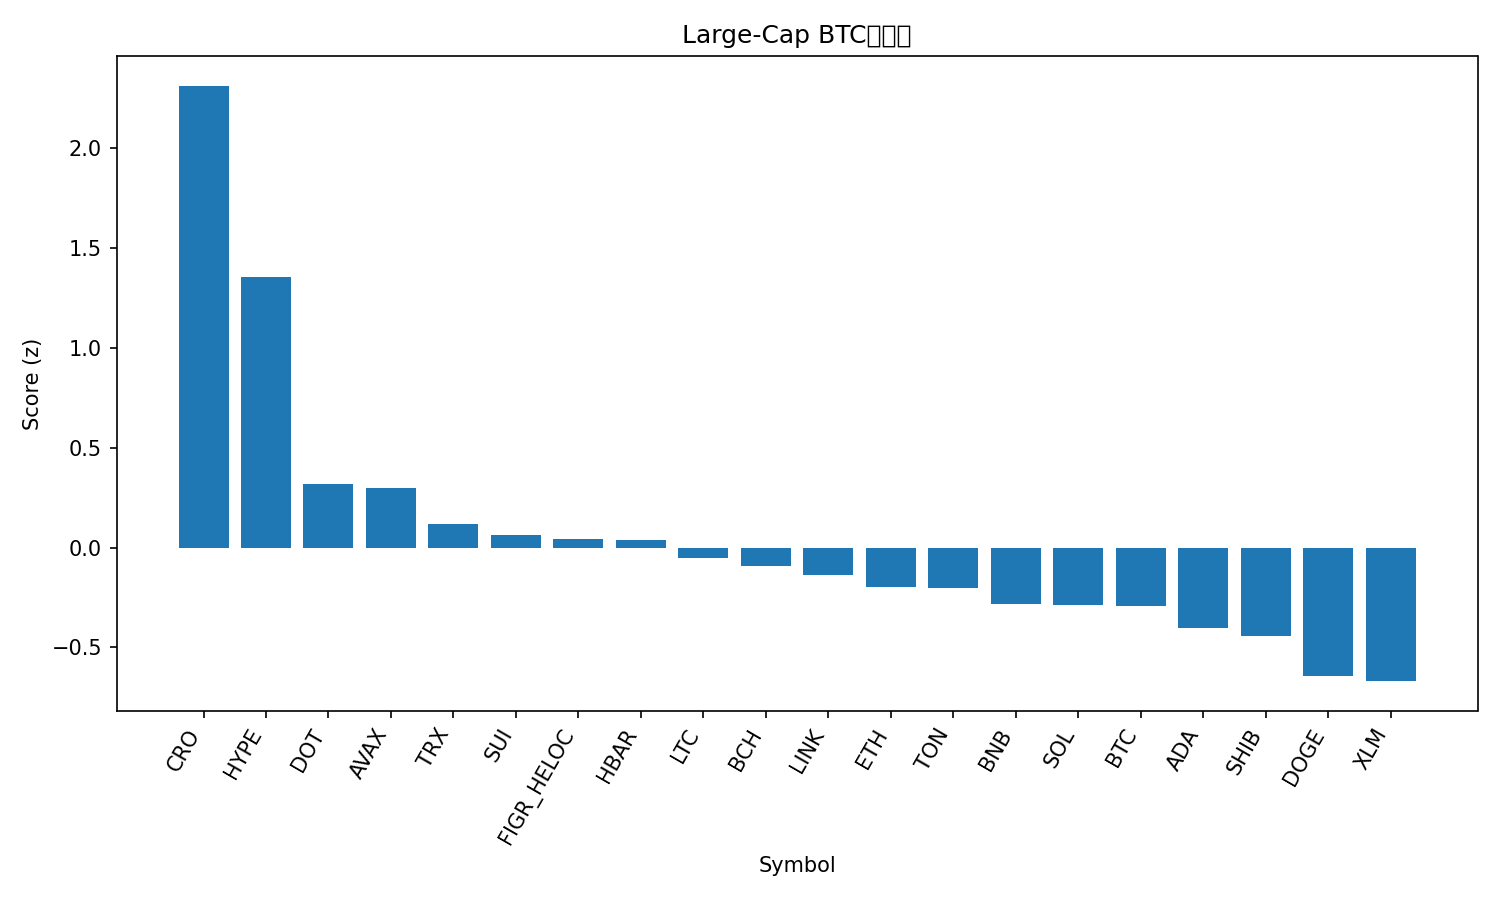 Large-Cap BTC
Score (z)
2.0
1.5
1.0
0.5
0.0
−0.5
CRO
HYPE
DOT
AVAX
TRX
SUI
FIGR_HELOC
HBAR
LTC
BCH
LINK
ETH
TON
BNB
SOL
BTC
ADA
SHIB
DOGE
XLM
Symbol